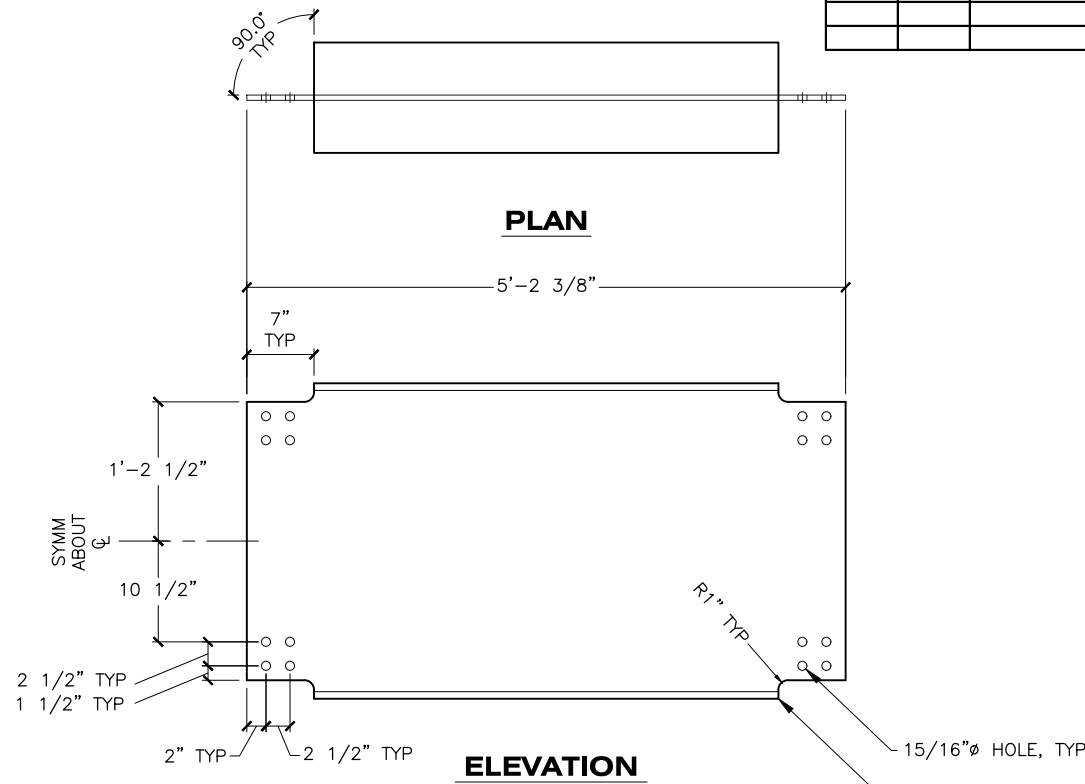 90.0°
TYP
PLAN
5'-2 3/8"
7"
TYP
1'-2 1/2"
SYMM
ABOUT
℄
10 1/2"
R1" TYP
2 1/2" TYP
1 1/2" TYP
2" TYP
2 1/2" TYP
15/16"ø HOLE, TYP
ELEVATION